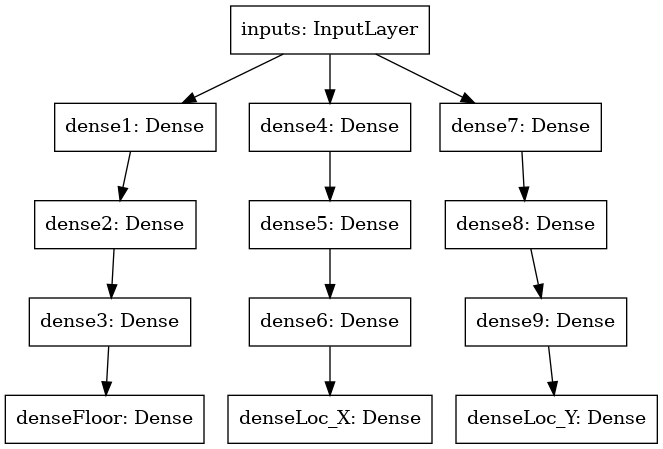 inputs: InputLayer
dense1: Dense
dense4: Dense
dense7: Dense
dense2: Dense
dense5: Dense
dense8: Dense
dense3: Dense
dense6: Dense
dense9: Dense
denseFloor: Dense
denseLoc_X: Dense
denseLoc_Y: Dense